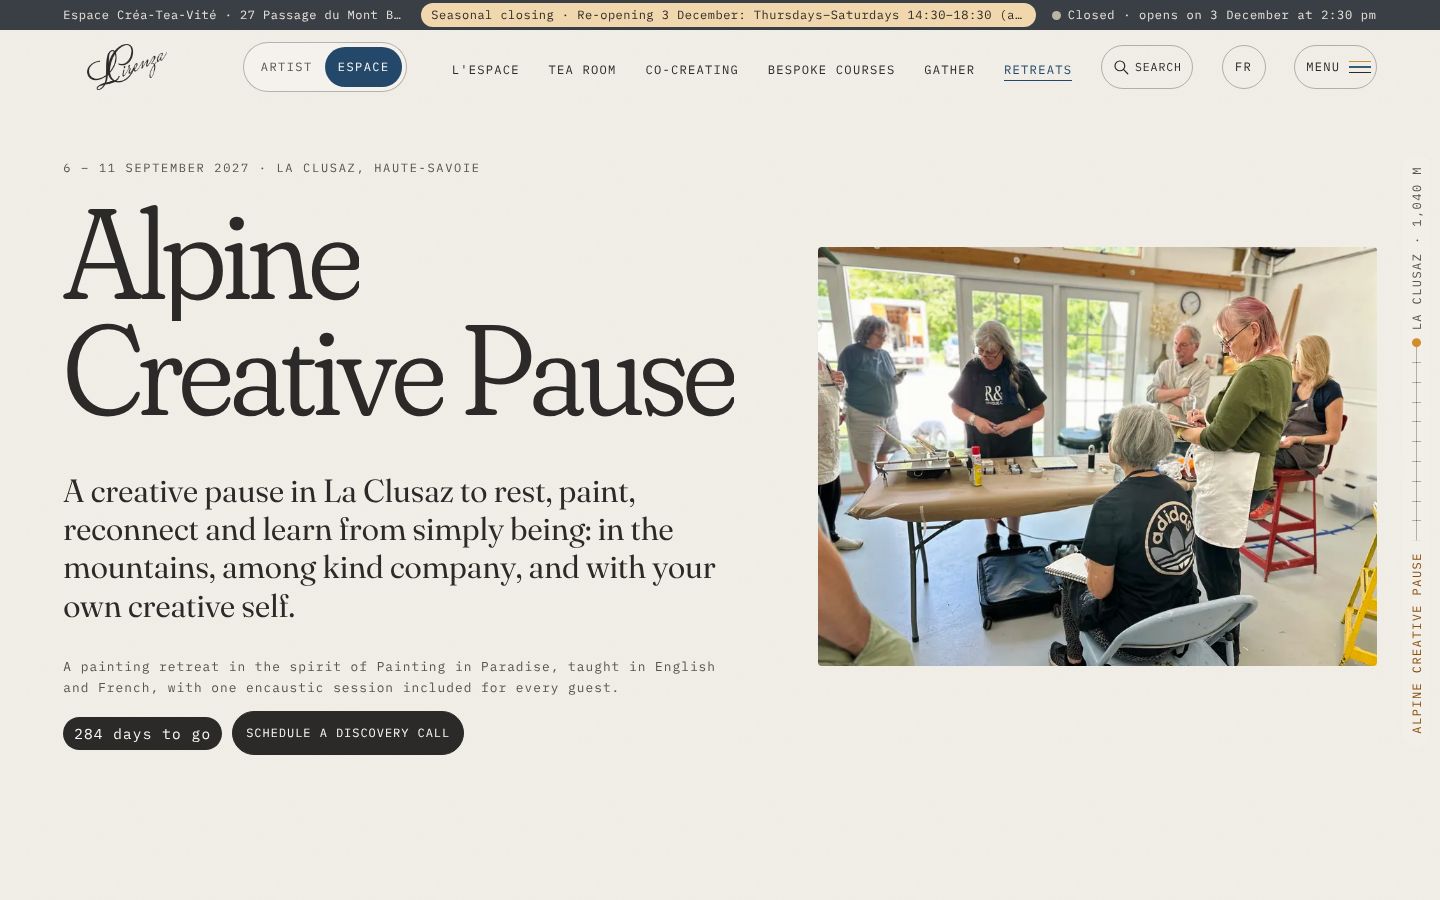 Espace Créa-Tea-Vité · 27 Passage du Mont B…
Seasonal closing · Re-opening 3 December: Thursdays–Saturdays 14:30–18:30 (a…
Closed · opens on 3 December at 2:30 pm
Lirenza
ARTIST
ESPACE
L'ESPACE
TEA ROOM
CO-CREATING
BESPOKE COURSES
GATHER
RETREATS
SEARCH
FR
MENU
6 – 11 SEPTEMBER 2027 · LA CLUSAZ, HAUTE-SAVOIE
Alpine
Creative Pause
A creative pause in La Clusaz to rest, paint,
reconnect and learn from simply being: in the
mountains, among kind company, and with your
own creative self.
A painting retreat in the spirit of Painting in Paradise, taught in English
and French, with one encaustic session included for every guest.
284 days to go
SCHEDULE A DISCOVERY CALL
R&
adidas
LA CLUSAZ · 1,040 M
ALPINE CREATIVE PAUSE